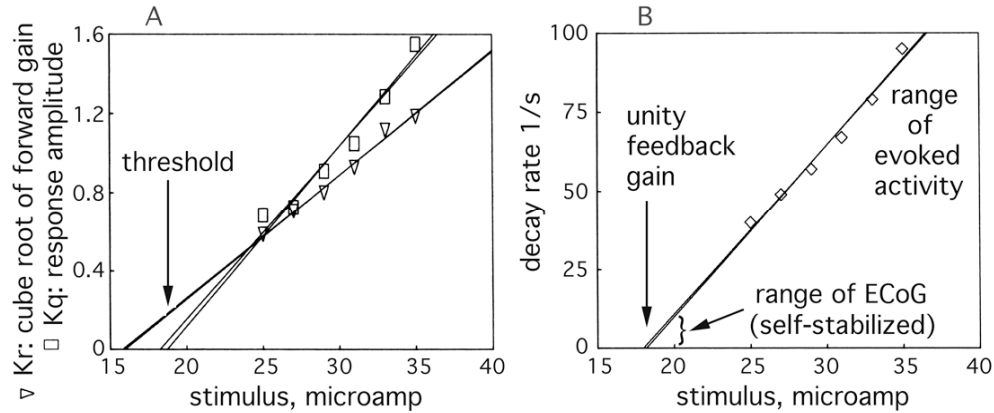 A
B
▽ Kr: cube root of forward gain
□ Kq: response amplitude
1.6
1.2
0.8
0.4
0
threshold
15 20 25 30 35 40
stimulus, microamp
decay rate 1/s
100
75
50
25
0
unity
feedback
gain
range
of
evoked
activity
range of ECoG
(self-stabilized)
15 20 25 30 35 40
stimulus, microamp